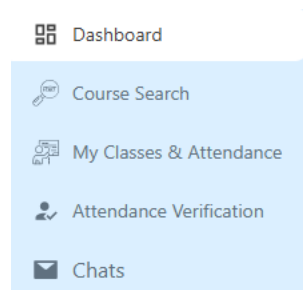 Dashboard
Course Search
My Classes & Attendance
Attendance Verification
Chats